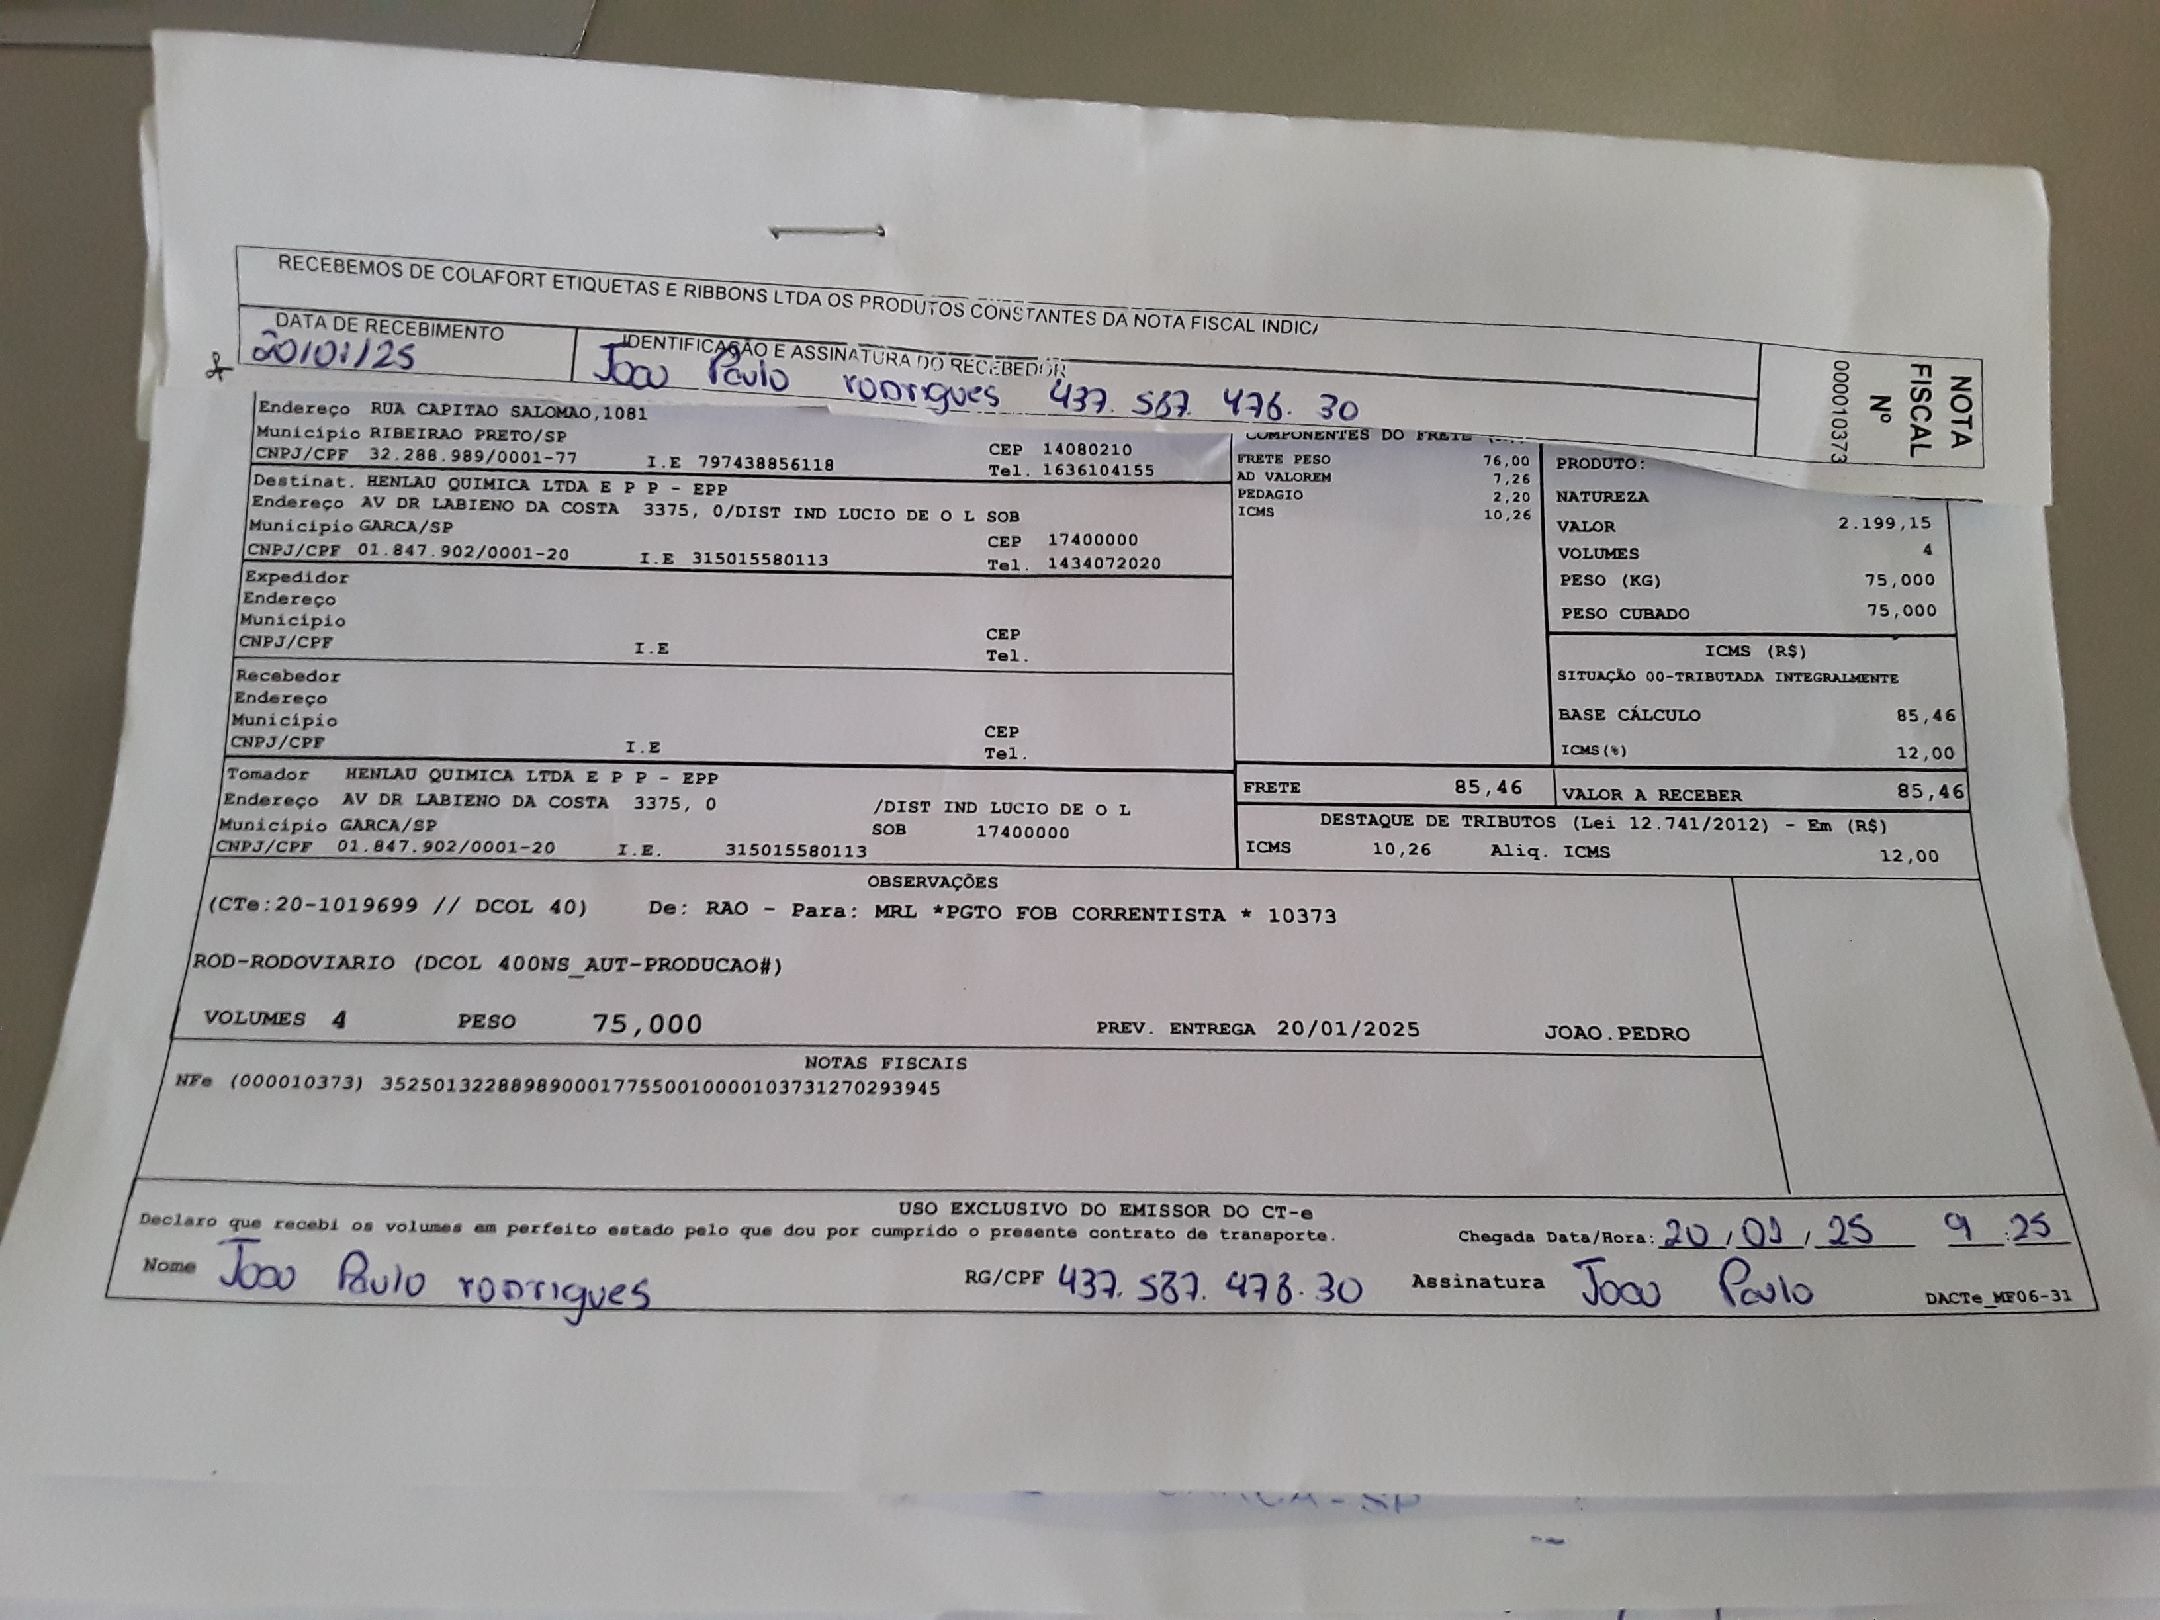 RECEBEMOS DE COLAFORT ETIQUETAS E RIBBONS LTDA OS PRODUTOS CONSTANTES DA NOTA FISCAL
DATA DE RECEBIMENTO
20/01/25
IDENTIFICAÇÃO E ASSINATURA DO RECEBEDOR
Joao Paulo rodrigues 437.587.478.30
NOTA
FISCAL
Nº
000010373
Endereço RUA CAPITAO SALOMAO,1081
Município RIBEIRAO PRETO/SP CEP 14080210
CNPJ/CPF 32.288.989/0001-77 I.E 797438856118 Tel. 1636104155
Destinat. HENLAU QUIMICA LTDA E P P - EPP
Endereço AV DR LABIENO DA COSTA 3375, 0/DIST IND LUCIO DE O L SOB
Município GARCA/SP CEP 17400000
CNPJ/CPF 01.847.902/0001-20 I.E 315015580113 Tel. 1434072020
Expedidor
Endereço
Município CEP
CNPJ/CPF I.E Tel.
Recebedor
Endereço
Município CEP
CNPJ/CPF I.E Tel.
Tomador HENLAU QUIMICA LTDA E P P - EPP
Endereço AV DR LABIENO DA COSTA 3375, 0 /DIST IND LUCIO DE O L
Município GARCA/SP SOB 17400000
CNPJ/CPF 01.847.902/0001-20 I.E. 315015580113
COMPONENTES DO FRETE
FRETE PESO 76,00
AD VALOREM 7,26
PEDAGIO 2,20
ICMS 10,26
PRODUTO:
NATUREZA
VALOR 2.199,15
VOLUMES 4
PESO (KG) 75,000
PESO CUBADO 75,000
ICMS (R$)
SITUAÇÃO 00-TRIBUTADA INTEGRALMENTE
BASE CÁLCULO 85,46
ICMS(%) 12,00
FRETE 85,46 VALOR A RECEBER 85,46
DESTAQUE DE TRIBUTOS (Lei 12.741/2012) - Em (R$)
ICMS 10,26 Aliq. ICMS 12,00
OBSERVAÇÕES
(CTe:20-1019699 // DCOL 40) De: RAO - Para: MRL *PGTO FOB CORRENTISTA * 10373
ROD-RODOVIARIO (DCOL 400NS_AUT-PRODUCAO#)
VOLUMES 4 PESO 75,000 PREV. ENTREGA 20/01/2025 JOAO.PEDRO
NOTAS FISCAIS
NFe (000010373) 35250132288989000177550010000103731270293945
USO EXCLUSIVO DO EMISSOR DO CT-e
Declaro que recebi os volumes em perfeito estado pelo que dou por cumprido o presente contrato de transporte. Chegada Data/Hora: 20/01/25 9:25
Nome Joao Paulo rodrigues RG/CPF 437.587.478.30 Assinatura Joao Paulo
DACTe_MF06-31